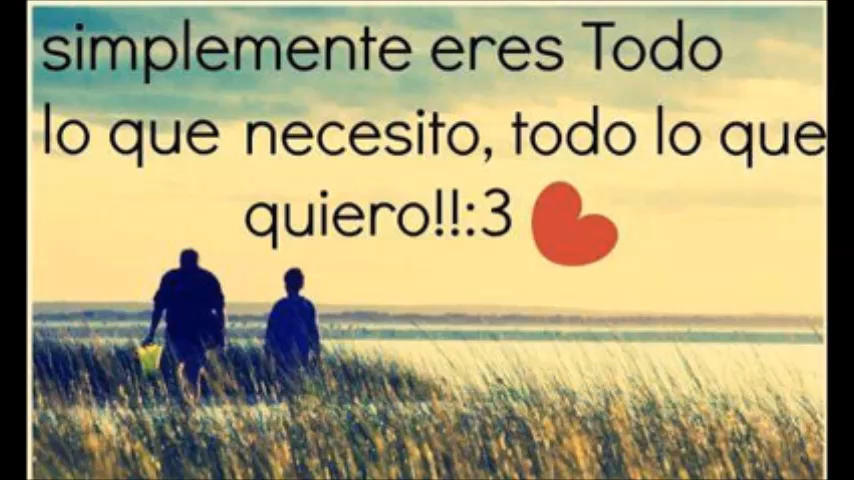 simplemente eres Todo
lo que necesito, todo lo que
quiero!!:3